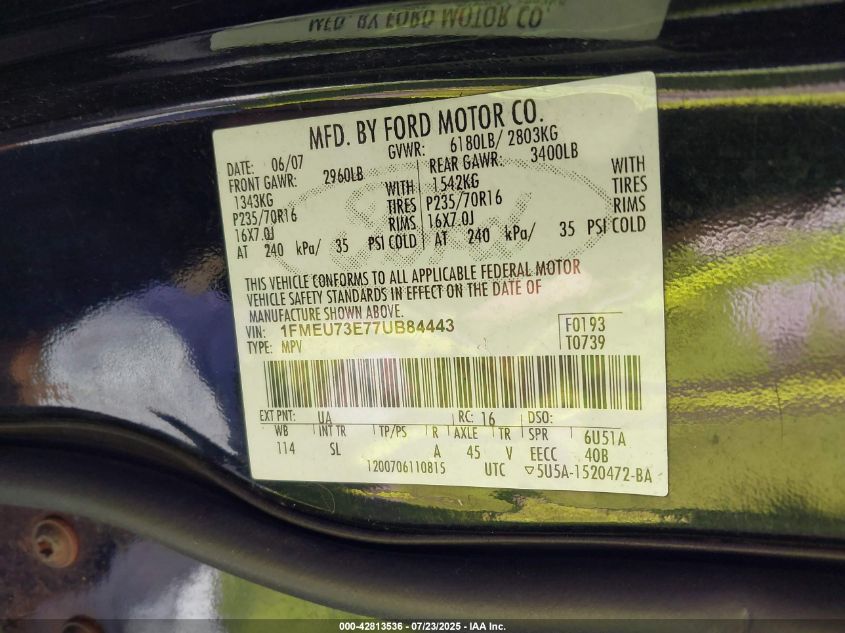 MFD. BY FORD MOTOR CO.
MFD. BY FORD MOTOR CO.
DATE: 06/07 GVWR: 6180LB/ 2803KG
FRONT GAWR: 2960LB REAR GAWR: 3400LB
1343KG WITH 1542KG WITH
P235/70R16 TIRES P235/70R16 TIRES
16X7.0J RIMS 16X7.0J RIMS
AT 240 kPa/ 35 PSI COLD AT 240 kPa/ 35 PSI COLD
THIS VEHICLE CONFORMS TO ALL APPLICABLE FEDERAL MOTOR
VEHICLE SAFETY STANDARDS IN EFFECT ON THE DATE OF
MANUFACTURE SHOWN ABOVE.
VIN: 1FMEU73E77UB84443 F0193
TYPE: MPV T0739
EXT PNT: UA RC: 16 DSO:
WB INT TR TP/PS R AXLE TR SPR 6U51A
114 SL A 45 V EECC 40B
1200706110815 UTC ▽5U5A-1520472-BA
000-42813536 - 07/23/2025 - IAA Inc.